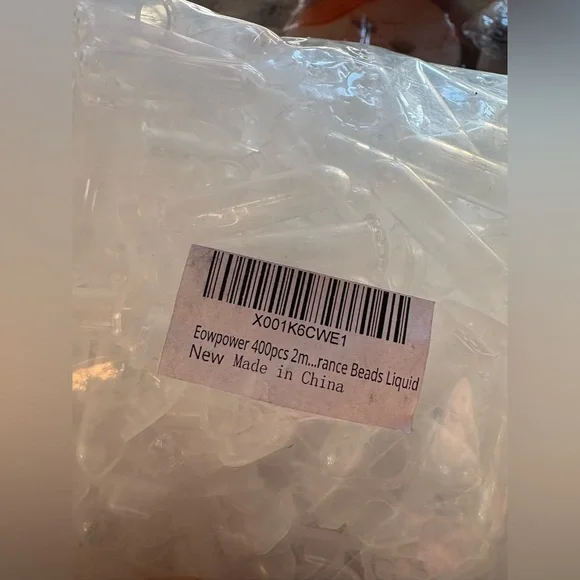 X001K6CWE1
Eowpower 400pcs 2m...rance Beads Liquid
New Made in China